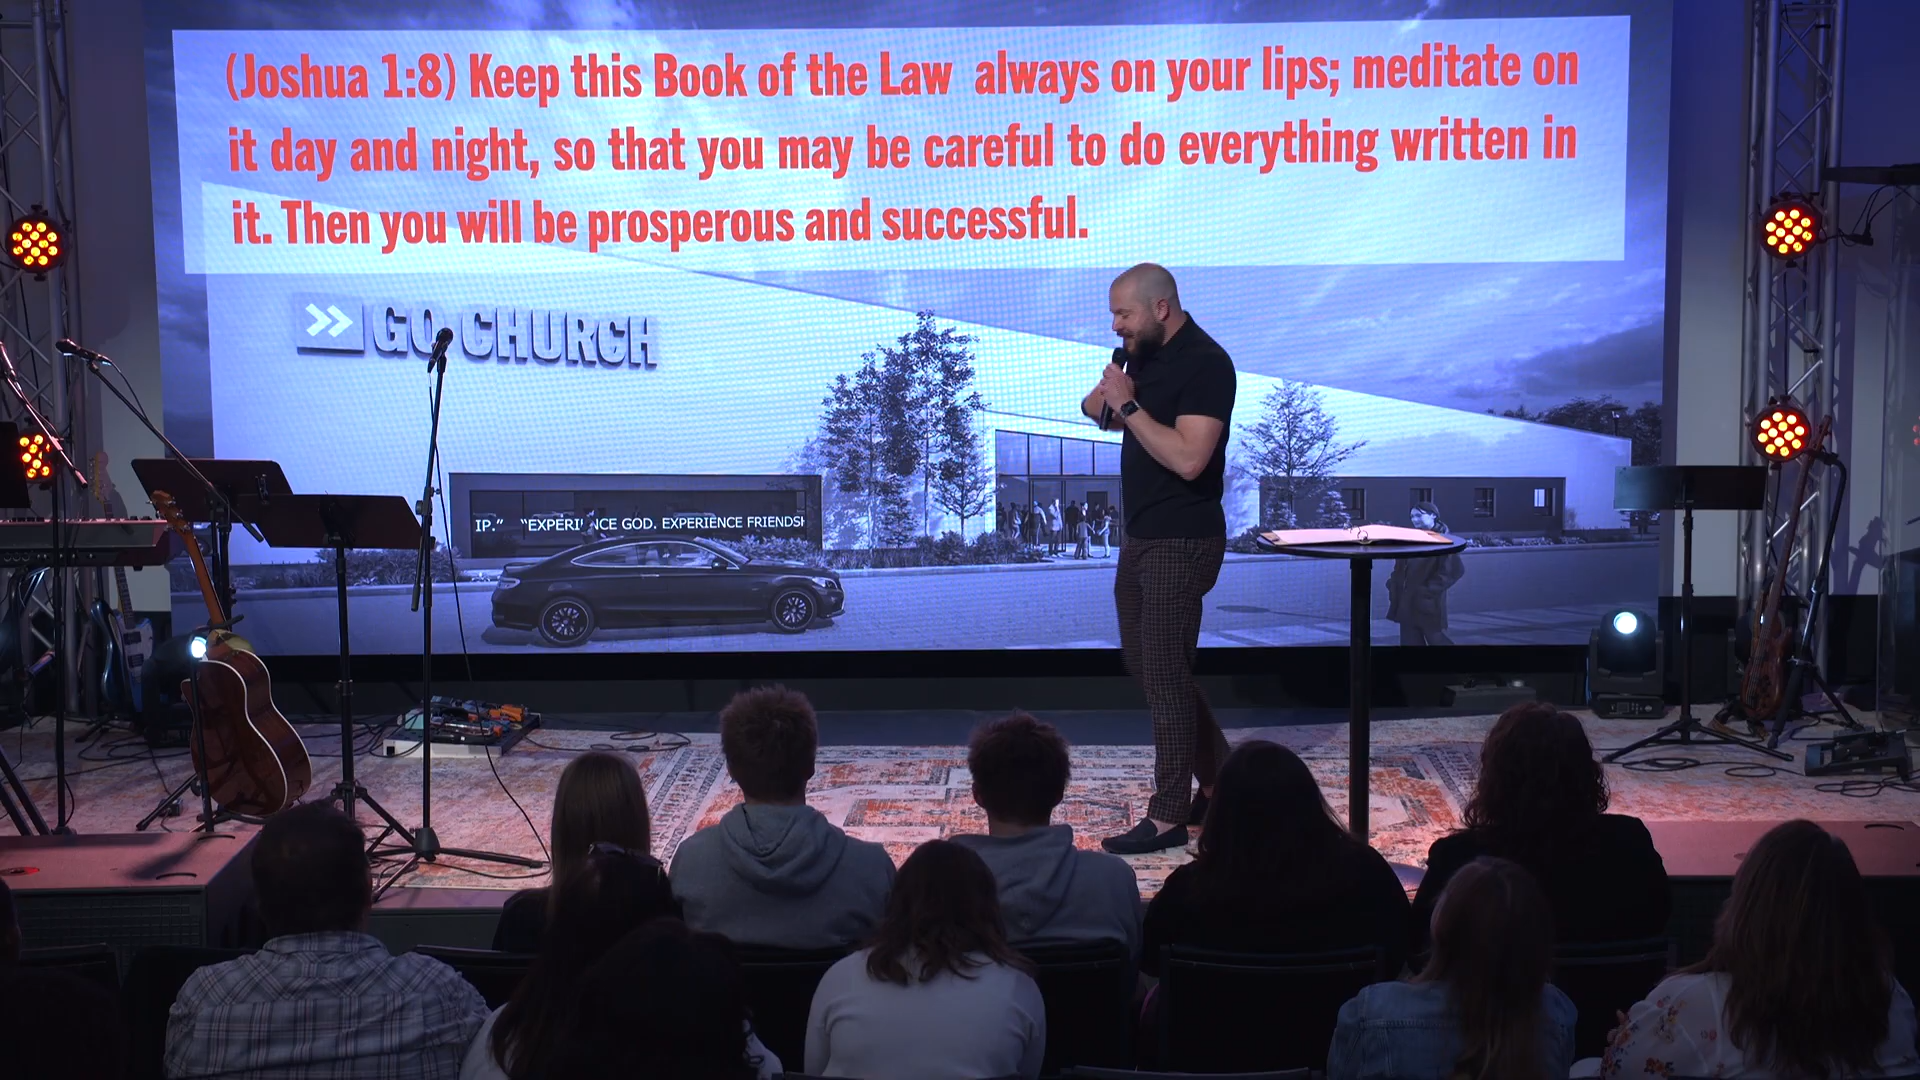 (Joshua 1:8) Keep this Book of the Law always on your lips; meditate on
it day and night, so that you may be careful to do everything written in
it. Then you will be prosperous and successful.
GO CHURCH
IP.” “EXPERIENCE GOD. EXPERIENCE FRIENDSH